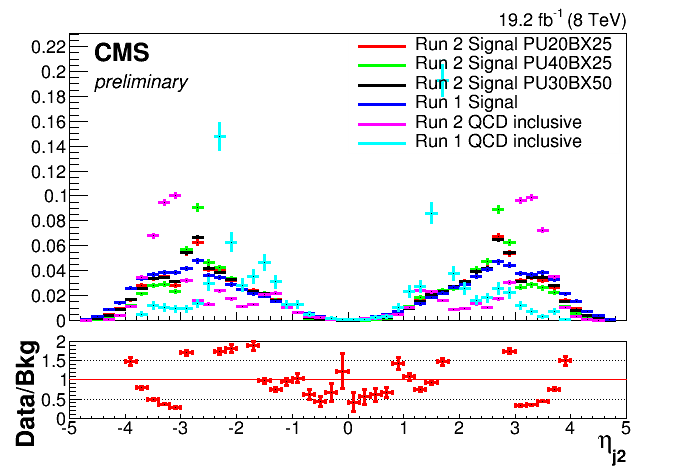 19.2 fb-1 (8 TeV)
CMS
preliminary
Run 2 Signal PU20BX25
Run 2 Signal PU40BX25
Run 2 Signal PU30BX50
Run 1 Signal
Run 2 QCD inclusive
Run 1 QCD inclusive
0.22
0.2
0.18
0.16
0.14
0.12
0.1
0.08
0.06
0.04
0.02
0
Data/Bkg
2
1.5
1
0.5
0
-5 -4 -3 -2 -1 0 1 2 3 4 5
ηj2